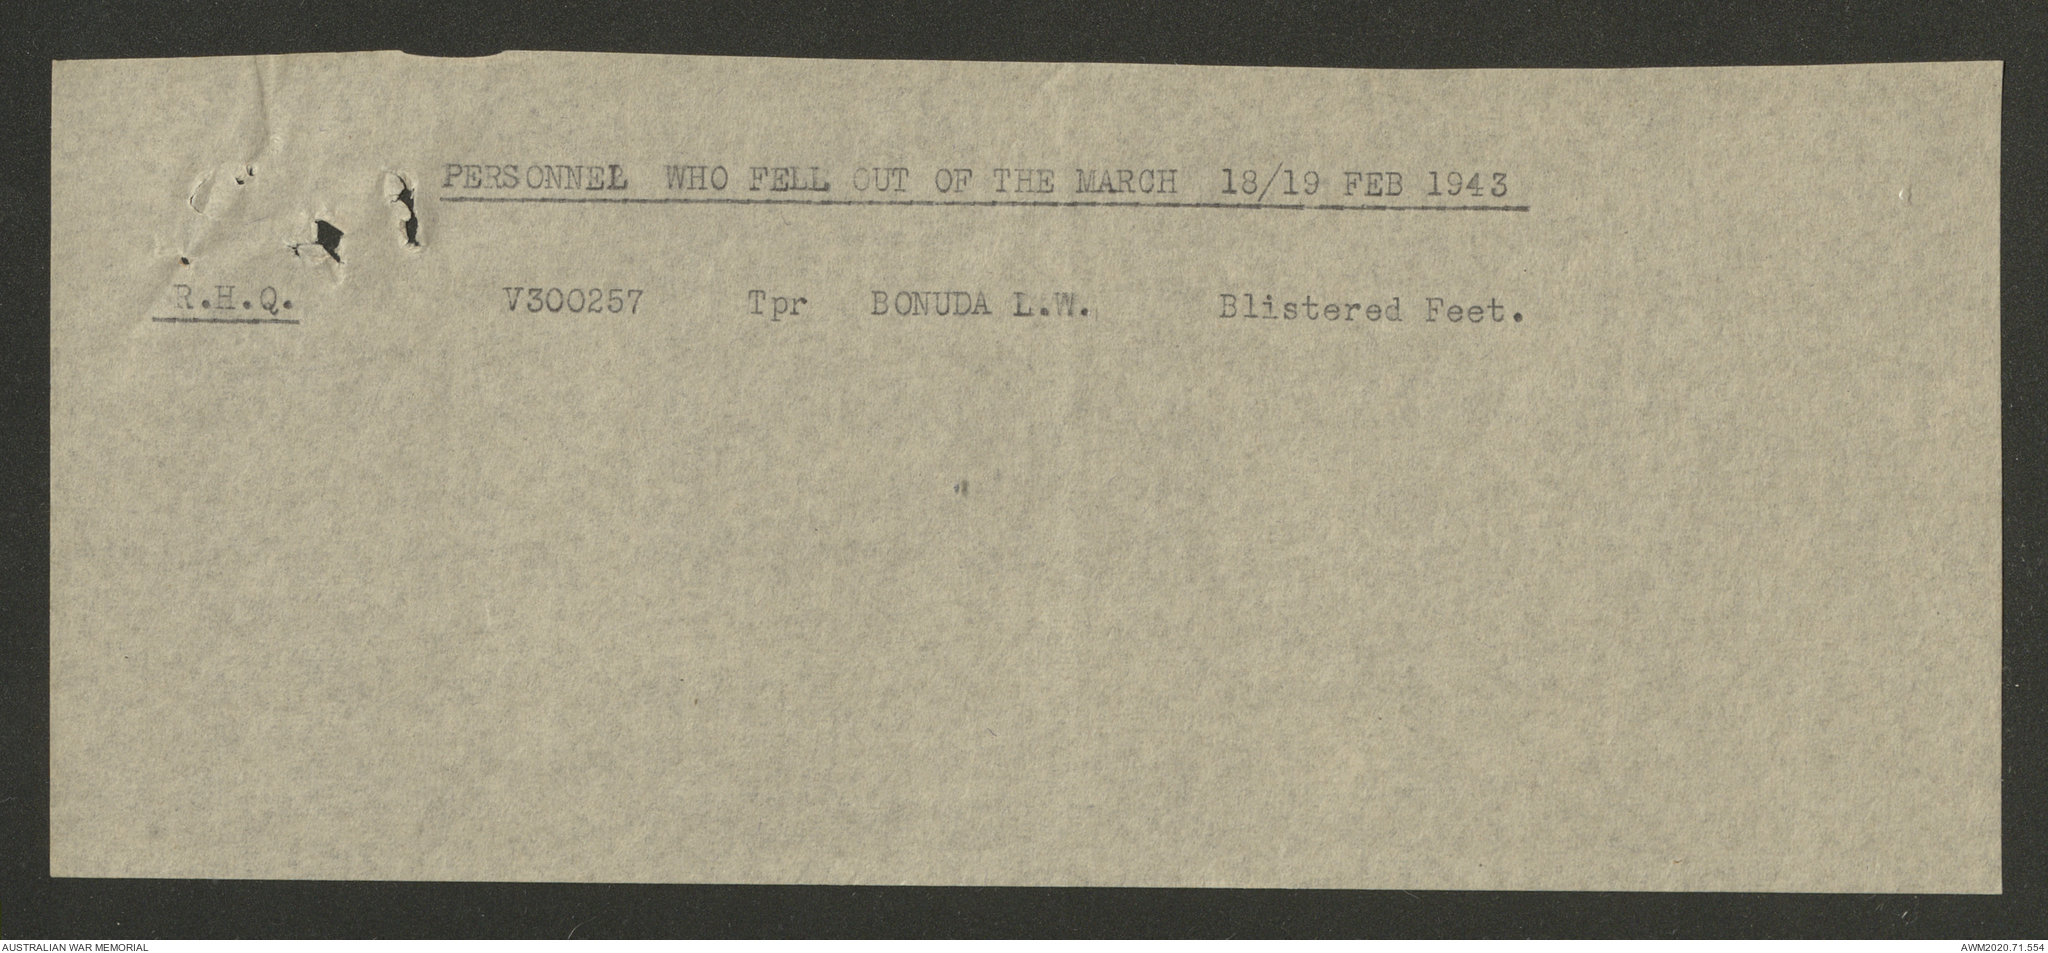 PERSONNEL WHO FELL OUT OF THE MARCH 18/19 FEB 1943
R.H.Q. V300257 Tpr BONUDA L.W. Blistered Feet.
AUSTRALIAN WAR MEMORIAL AWM2020.71.554